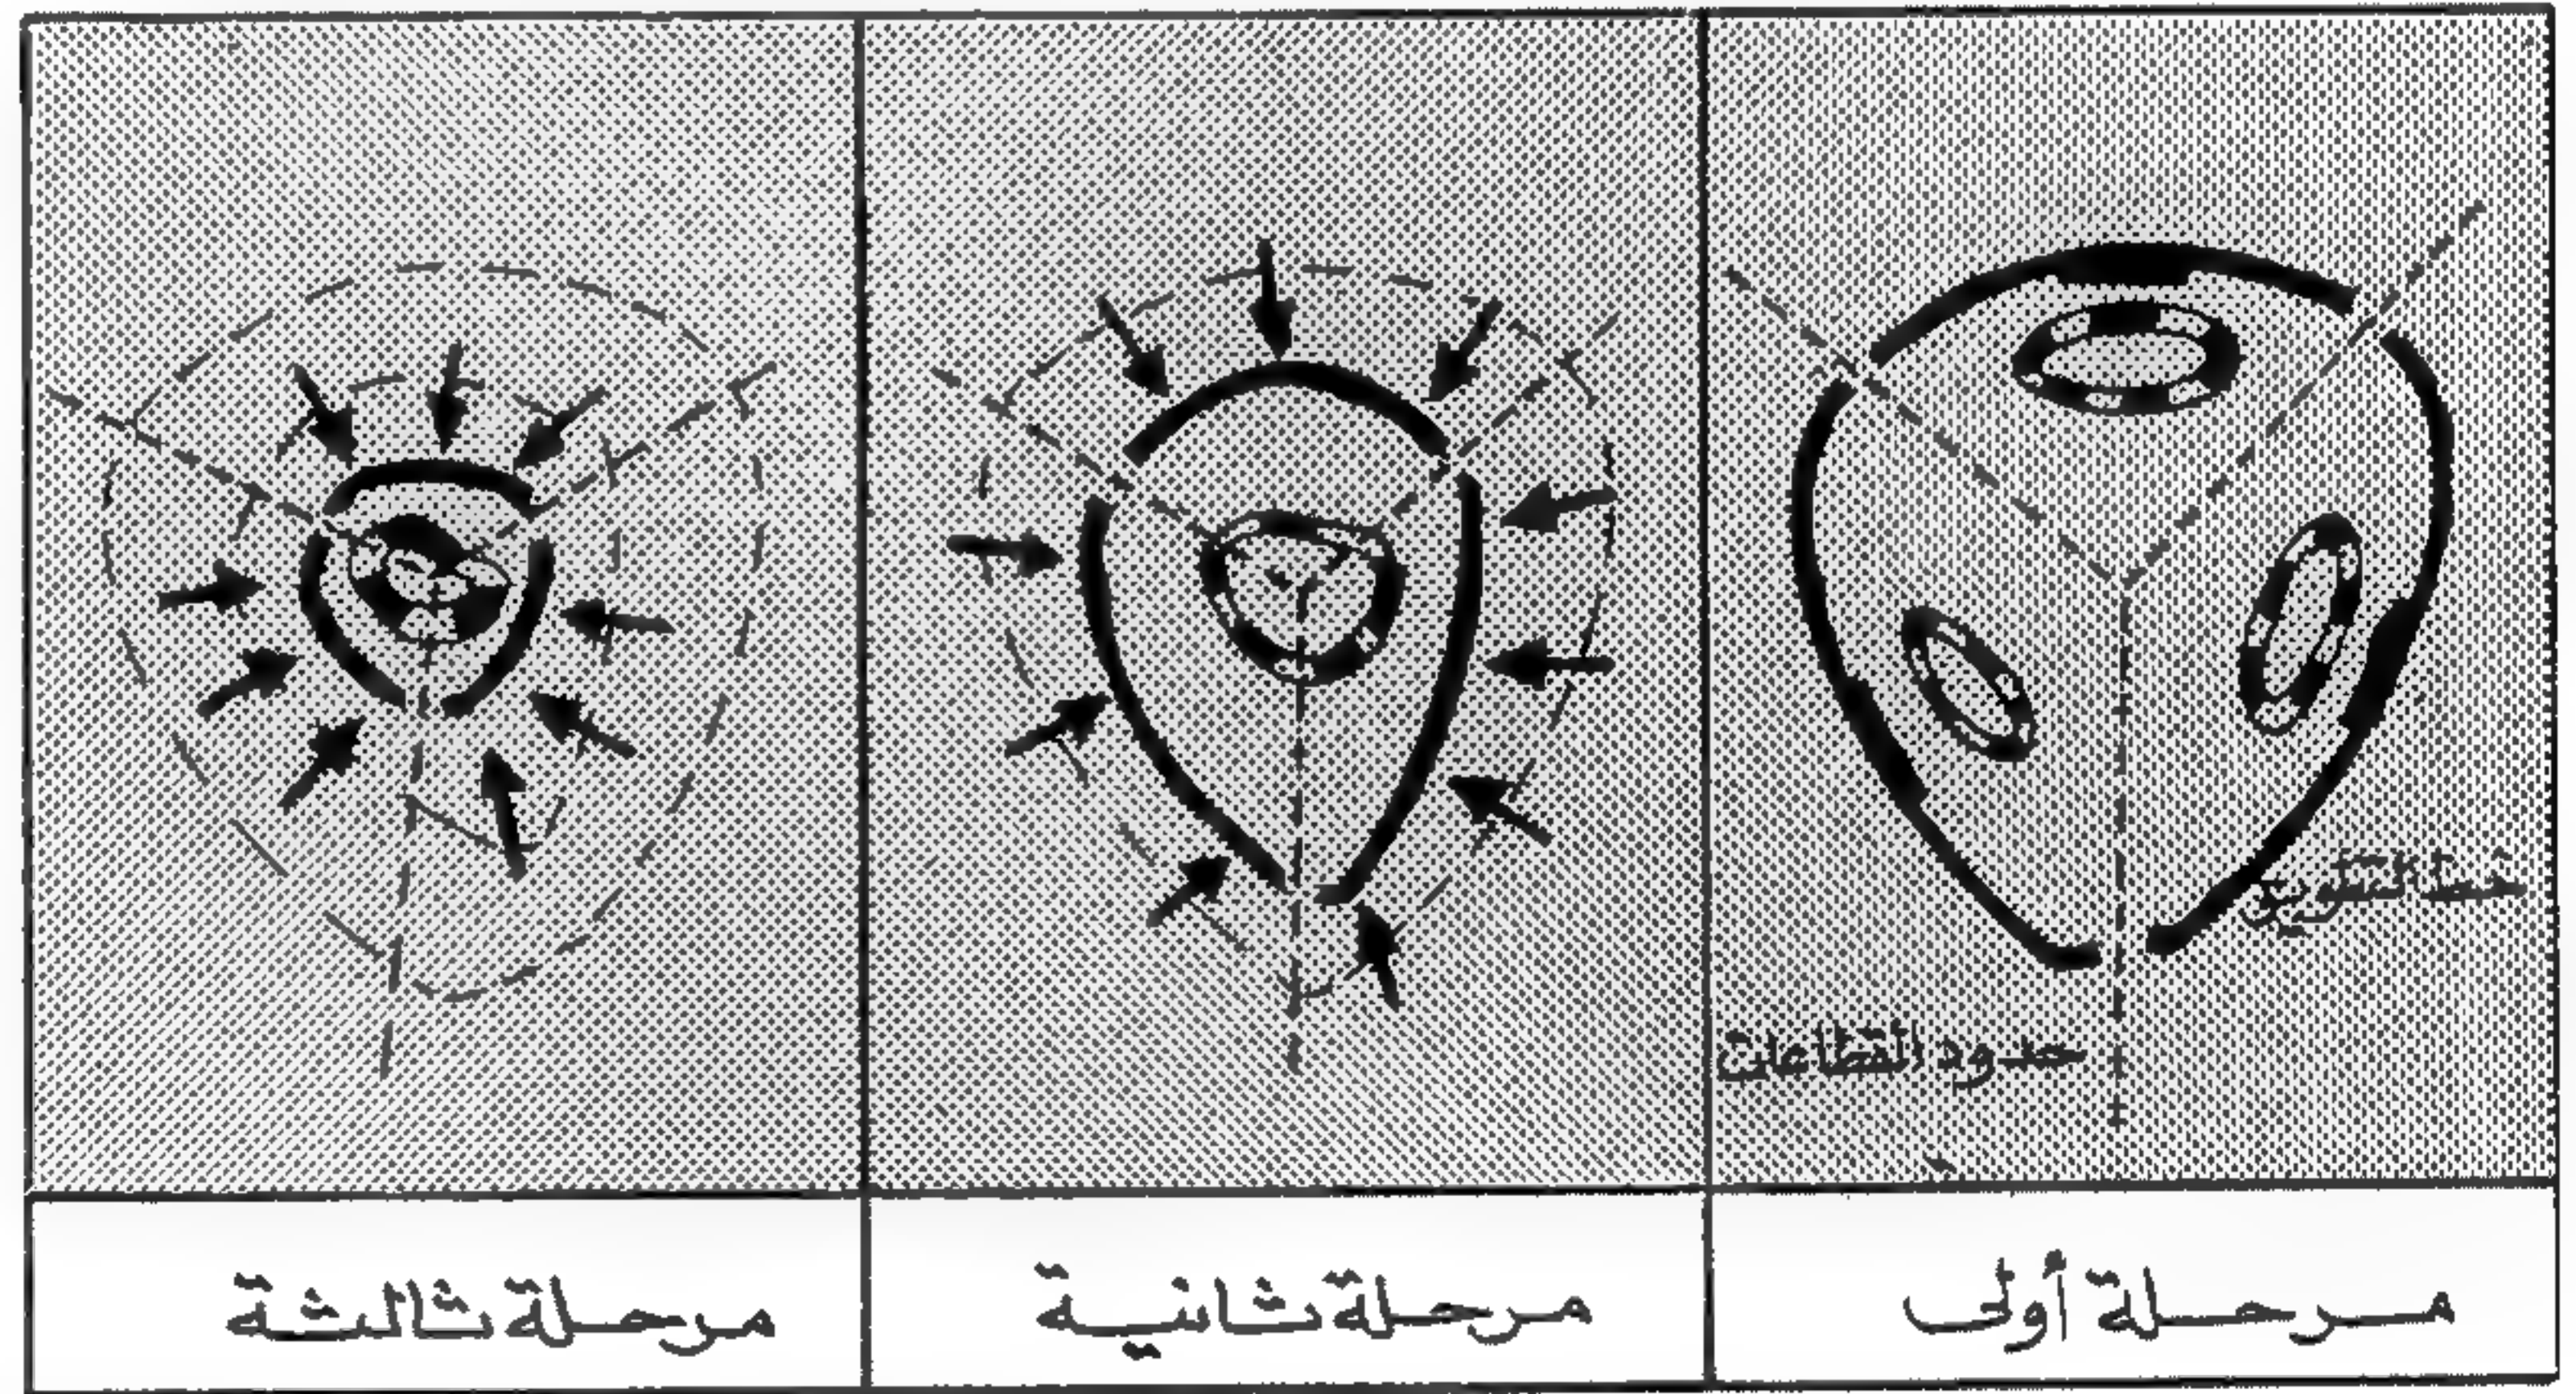 خط التطويق
حدود القطاعات
مرحلة أولى
مرحلة ثانية
مرحلة ثالثة